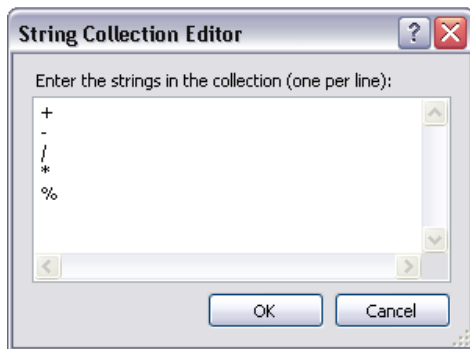 String Collection Editor
?
Enter the strings in the collection (one per line):
+
-
/
*
%
OK Cancel